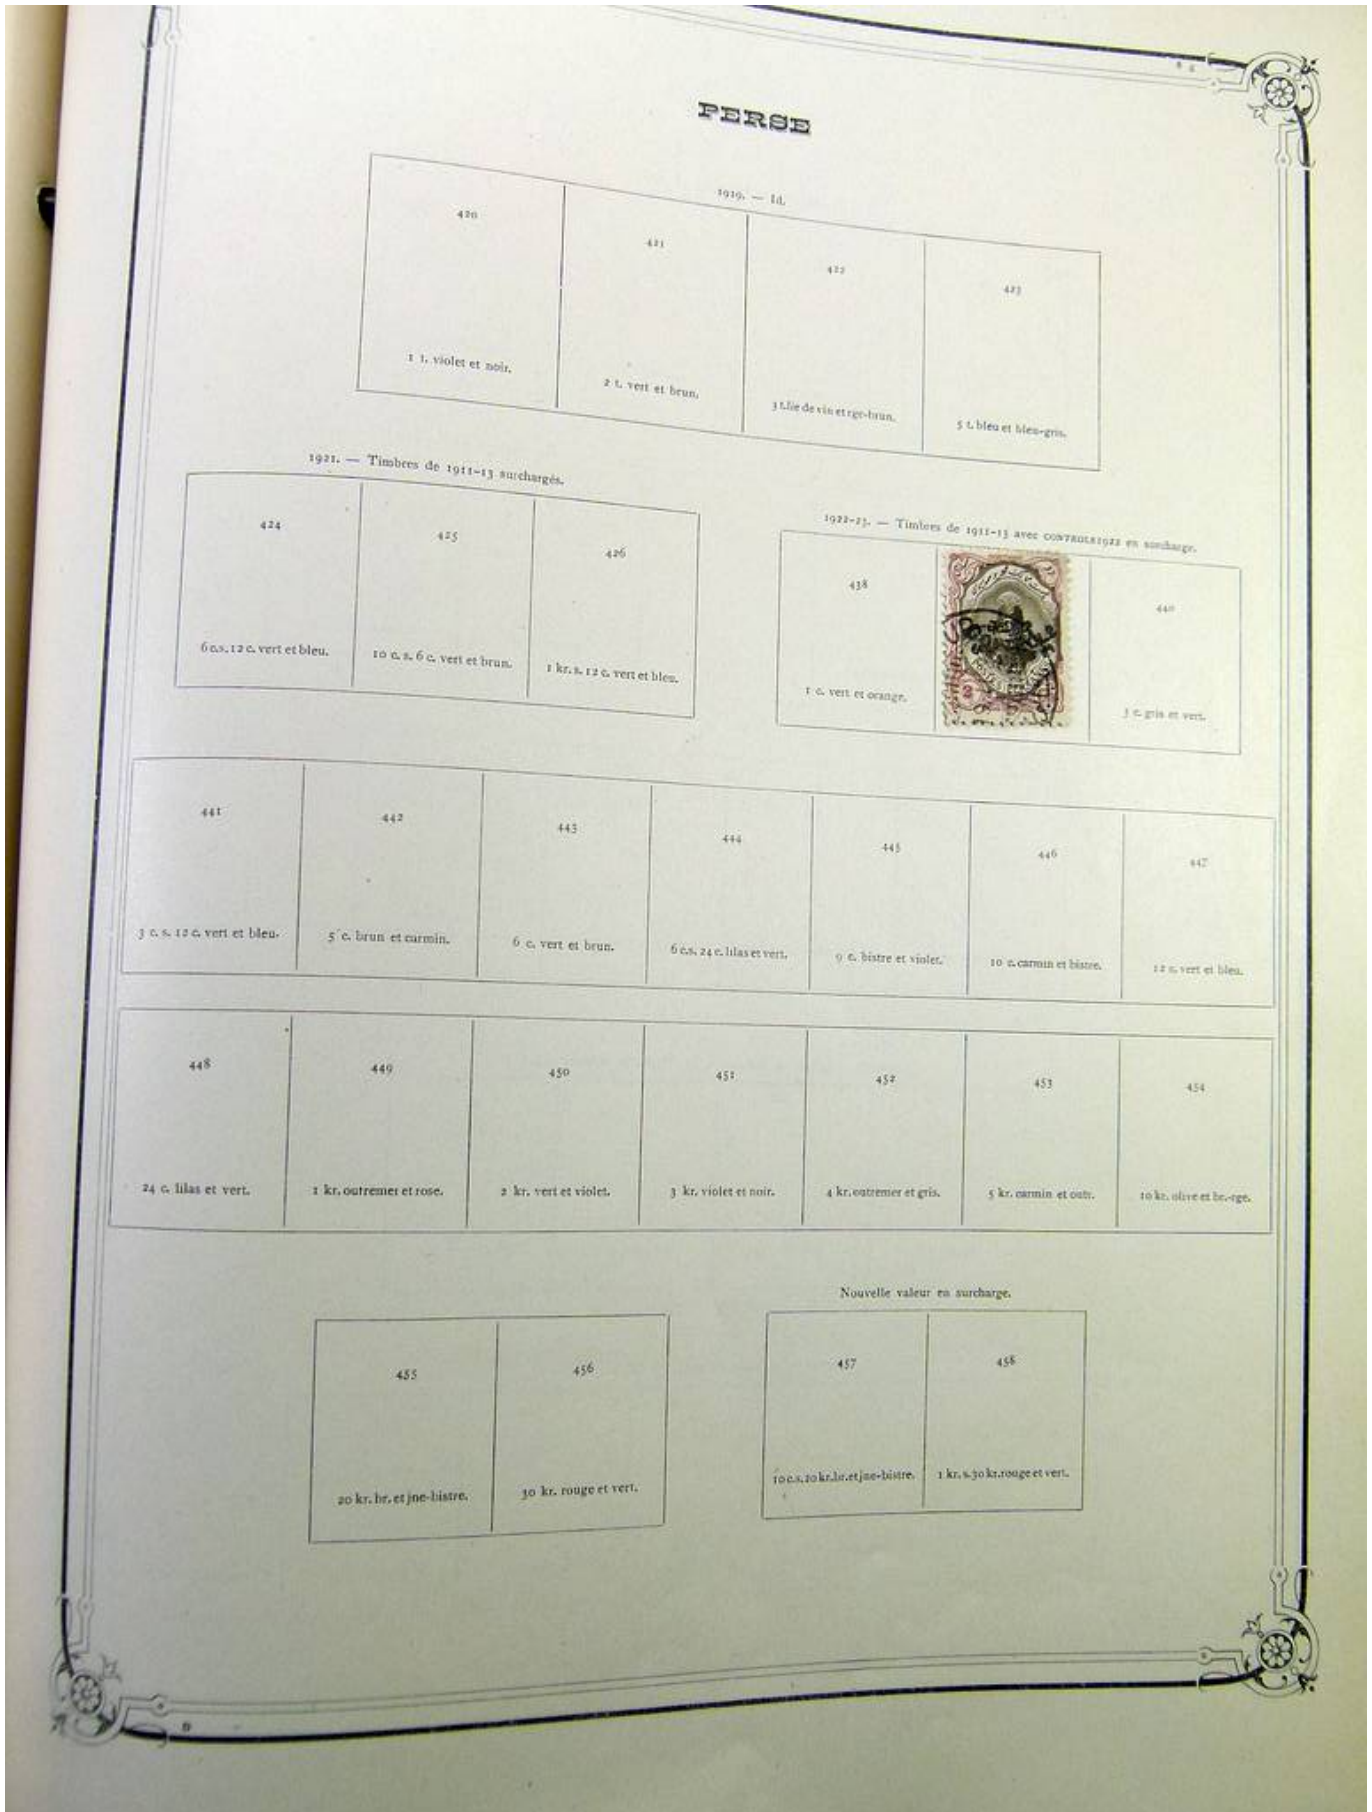 PERSE
1919. — Id.
420
421
422
423
1 t. violet et noir.
2 t. vert et brun.
3 t.lie de vin et rge-brun.
5 t. bleu et bleu-gris.
1921. — Timbres de 1911-13 surchargés.
424
425
426
6 c.s. 12 c. vert et bleu.
10 c. s. 6 c. vert et brun.
1 kr. s. 12 c. vert et bleu.
1922-23. — Timbres de 1911-13 avec CONTROLE 1922 en surcharge.
438
440
1 c. vert et orange.
2
3 c. gris et vert.
441
442
443
444
445
446
447
3 c. s. 12 c. vert et bleu.
5 c. brun et carmin.
6 c. vert et brun.
6 c.s. 24 c. lilas et vert.
9 c. bistre et violet.
10 c. carmin et bistre.
12 c. vert et bleu.
448
449
450
451
452
453
454
24 c. lilas et vert.
1 kr. outremer et rose.
2 kr. vert et violet.
3 kr. violet et noir.
4 kr. outremer et gris.
5 kr. carmin et outr.
10 kr. olive et br.-rge.
455
456
20 kr. br. et jne-bistre.
30 kr. rouge et vert.
Nouvelle valeur en surcharge.
457
458
10 c.s. 20 kr. br. et jne-bistre.
1 kr. s. 30 kr. rouge et vert.